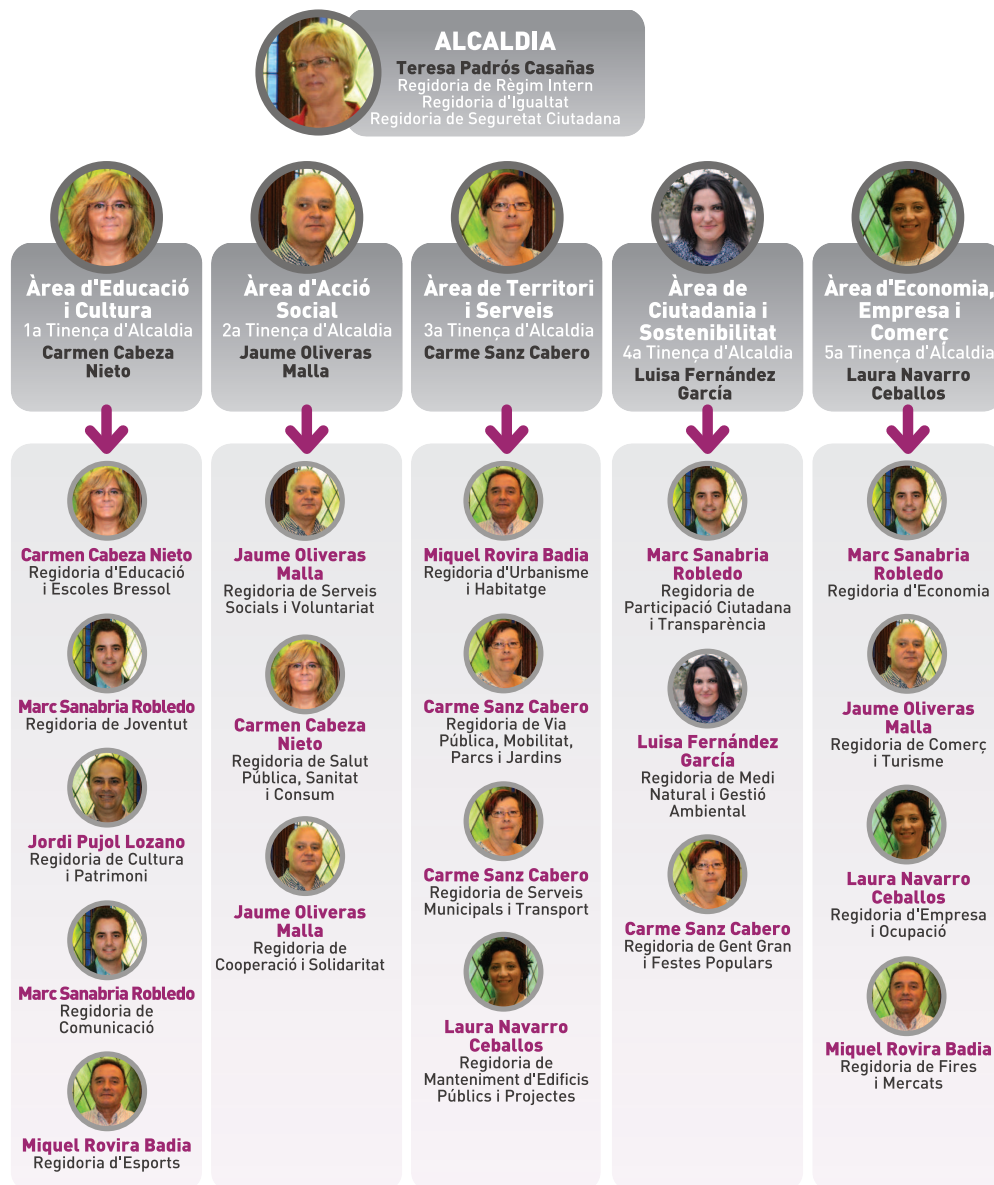 ALCALDIA
Teresa Padrós Casañas
Regidoria de Règim Intern
Regidoria d'Igualtat
Regidoria de Seguretat Ciutadana
Àrea d'Educació
i Cultura
1a Tinença d'Alcaldia
Carmen Cabeza
Nieto
Àrea d'Acció
Social
2a Tinença d'Alcaldia
Jaume Oliveras
Malla
Àrea de Territori
i Serveis
3a Tinença d'Alcaldia
Carme Sanz Cabero
Àrea de
Ciutadania i
Sostenibilitat
4a Tinença d'Alcaldia
Luisa Fernández
García
Àrea d'Economia,
Empresa i
Comerç
5a Tinença d'Alcaldia
Laura Navarro
Ceballos
Carmen Cabeza Nieto
Regidoria d'Educació
i Escoles Bressol
Marc Sanabria Robledo
Regidoria de Joventut
Jordi Pujol Lozano
Regidoria de Cultura
i Patrimoni
Marc Sanabria Robledo
Regidoria de
Comunicació
Miquel Rovira Badia
Regidoria d'Esports
Jaume Oliveras
Malla
Regidoria de Serveis
Socials i Voluntariat
Carmen Cabeza
Nieto
Regidoria de Salut
Pública, Sanitat
i Consum
Jaume Oliveras
Malla
Regidoria de
Cooperació i Solidaritat
Miquel Rovira Badia
Regidoria d'Urbanisme
i Habitatge
Carme Sanz Cabero
Regidoria de Via
Pública, Mobilitat,
Parcs i Jardins
Carme Sanz Cabero
Regidoria de Serveis
Municipals i Transport
Laura Navarro
Ceballos
Regidoria de
Manteniment d'Edificis
Públics i Projectes
Marc Sanabria
Robledo
Regidoria de
Participació Ciutadana
i Transparència
Luisa Fernández
García
Regidoria de Medi
Natural i Gestió
Ambiental
Carme Sanz Cabero
Regidoria de Gent Gran
i Festes Populars
Marc Sanabria
Robledo
Regidoria d'Economia
Jaume Oliveras
Malla
Regidoria de Comerç
i Turisme
Laura Navarro
Ceballos
Regidoria d'Empresa
i Ocupació
Miquel Rovira Badia
Regidoria de Fires
i Mercats